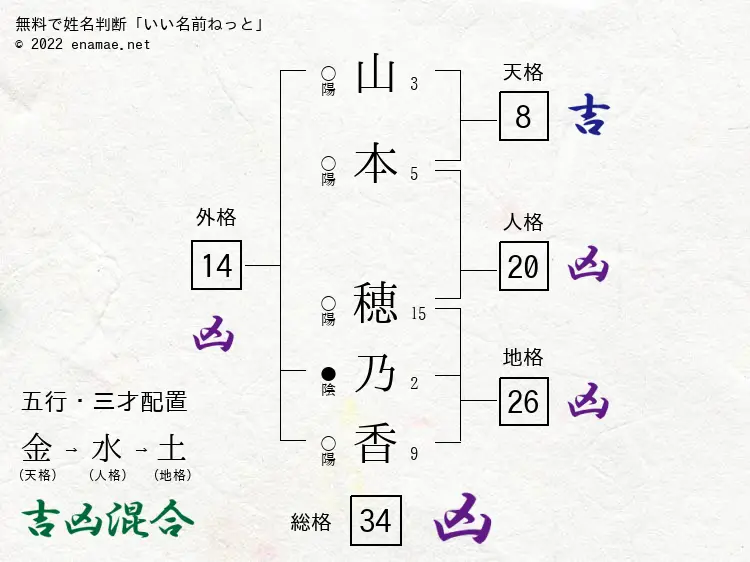 無料で姓名判断「いい名前ねっと」
© 2022 enamae.net
○陽 山 3
○陽 本 5
○陽 穂 15
●陰 乃 2
○陽 香 9
天格
8 吉
人格
20 凶
地格
26 凶
外格
14
凶
五行・三才配置
金→水→土
(天格) (人格) (地格)
吉凶混合
総格 34 凶